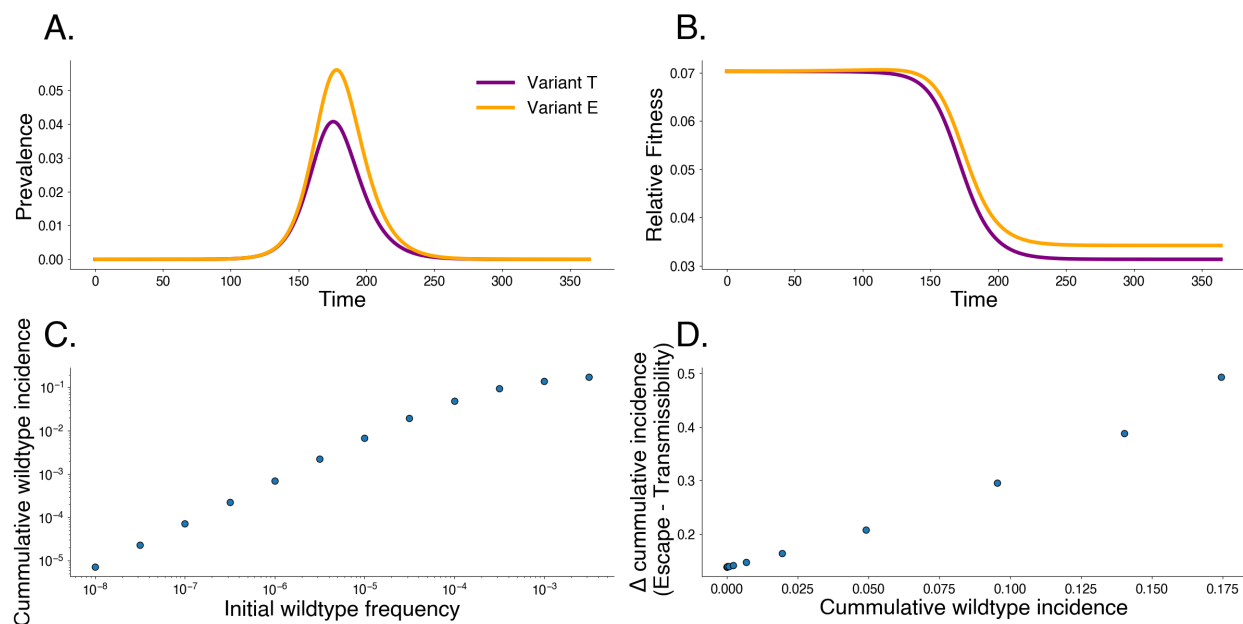 A.
Prevalence
0.05
0.04
0.03
0.02
0.01
0.00
0 50 100 150 200 250 300 350
Time
Variant T
Variant E
B.
Relative Fitness
0.07
0.06
0.05
0.04
0.03
0 50 100 150 200 250 300 350
Time
C.
Cummulative wildtype incidence
10⁻¹
10⁻²
10⁻³
10⁻⁴
10⁻⁵
10⁻⁸ 10⁻⁷ 10⁻⁶ 10⁻⁵ 10⁻⁴ 10⁻³
Initial wildtype frequency
D.
Δ cummulative incidence
(Escape - Transmissibility)
0.5
0.4
0.3
0.2
0.000 0.025 0.050 0.075 0.100 0.125 0.150 0.175
Cummulative wildtype incidence